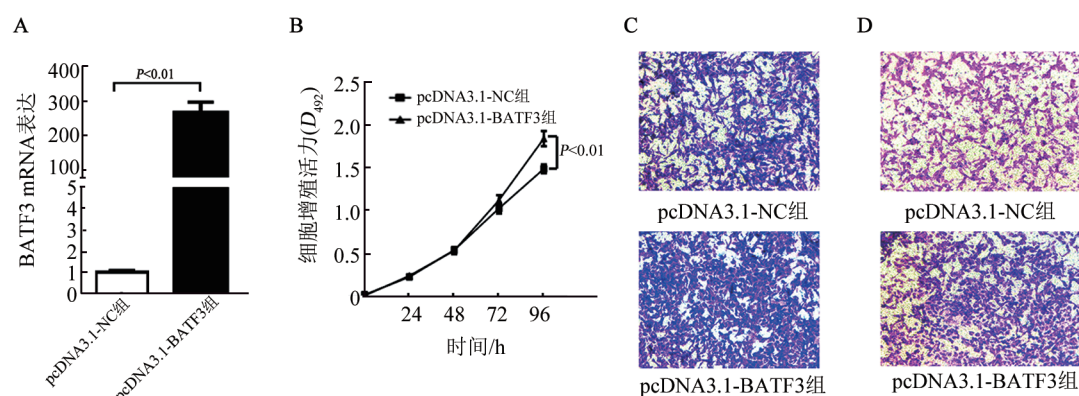 A
BATF3 mRNA表达
400
300
200
100
5
4
3
2
1
0
P<0.01
pcDNA3.1-NC组
pcDNA3.1-BATF3组
B
细胞增殖活力(D492)
2.5
2.0
1.5
1.0
0.5
0
24
48
72
96
时间/h
pcDNA3.1-NC组
pcDNA3.1-BATF3组
P<0.01
C
pcDNA3.1-NC组
pcDNA3.1-BATF3组
D
pcDNA3.1-NC组
pcDNA3.1-BATF3组